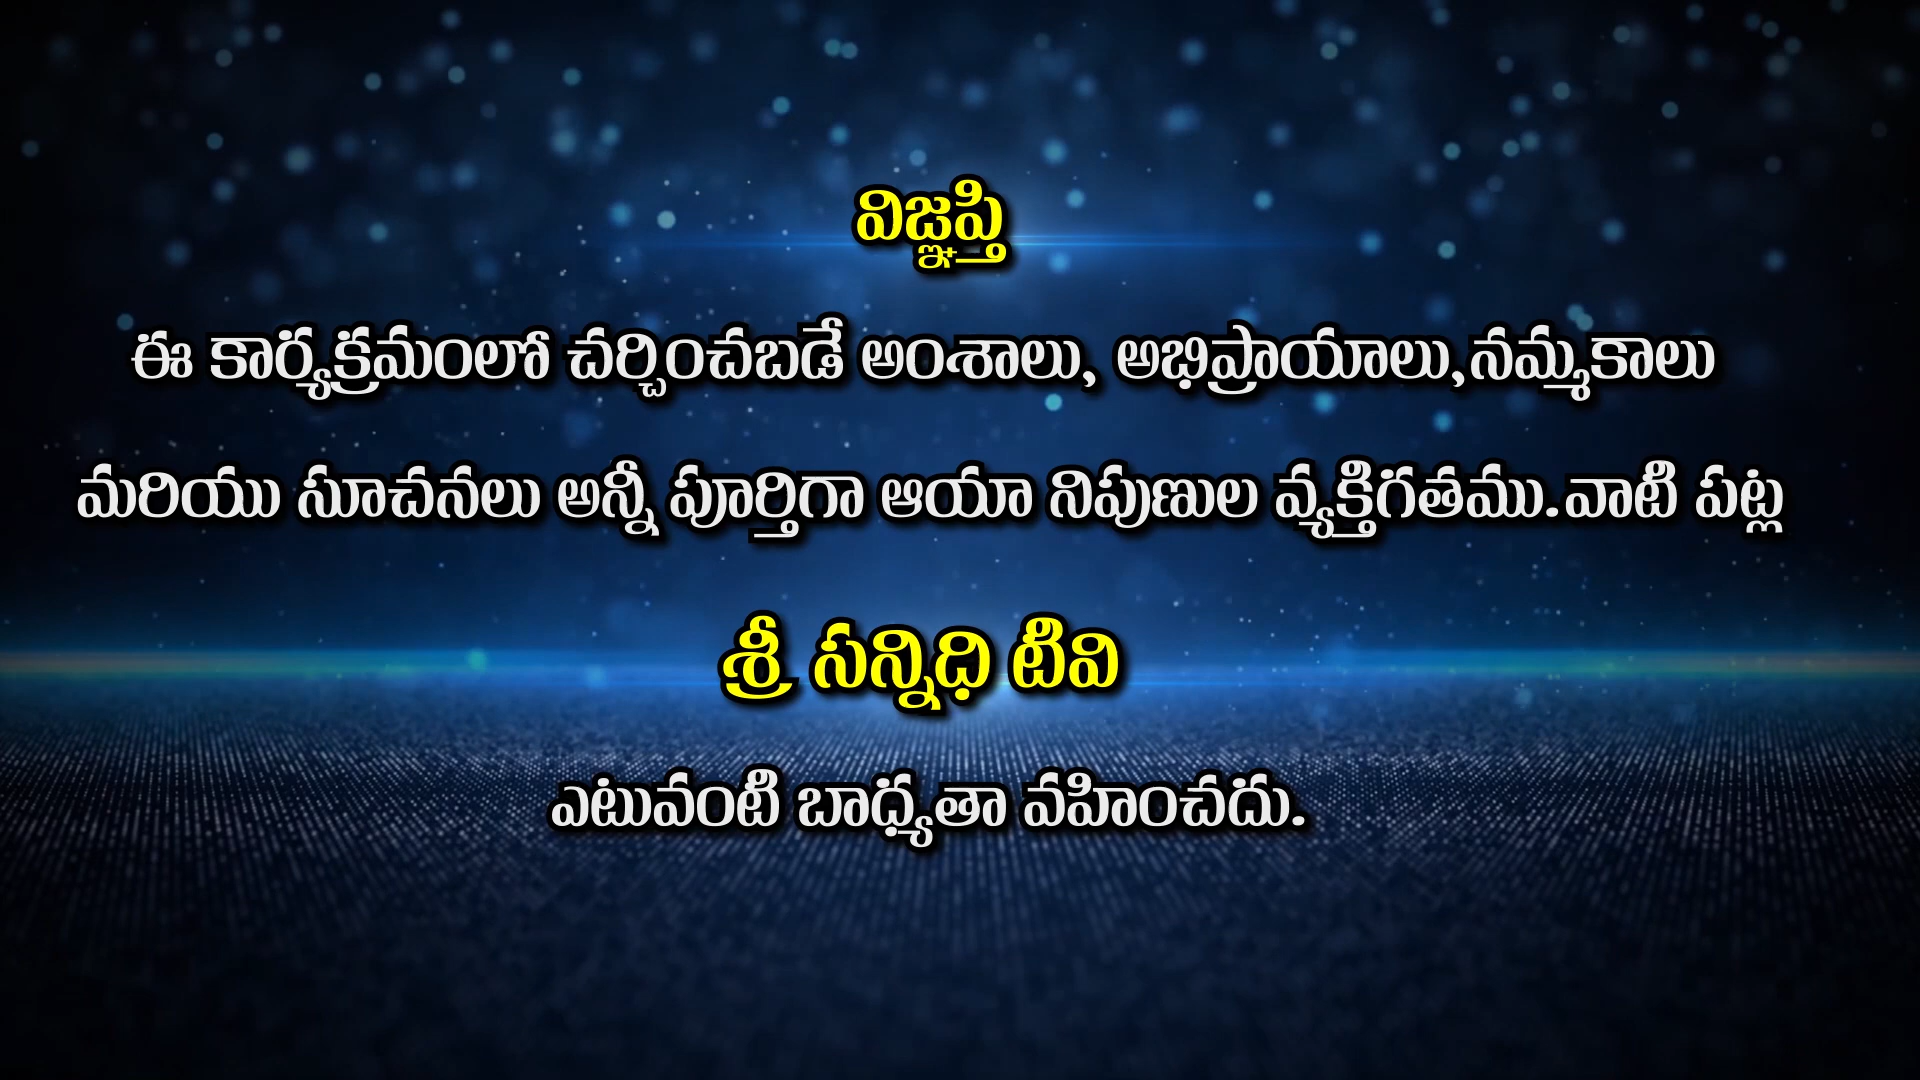 విజ్ఞప్తి
ఈ కార్యక్రమంలో చర్చించబడే అంశాలు, అభిప్రాయాలు,నమ్మకాలు
మరియు సూచనలు అన్నీ పూర్తిగా ఆయా నిపుణుల వ్యక్తిగతము.వాటి పట్ల
శ్రీ సన్నిధి టీవి
ఎటువంటి బాధ్యతా వహించదు.